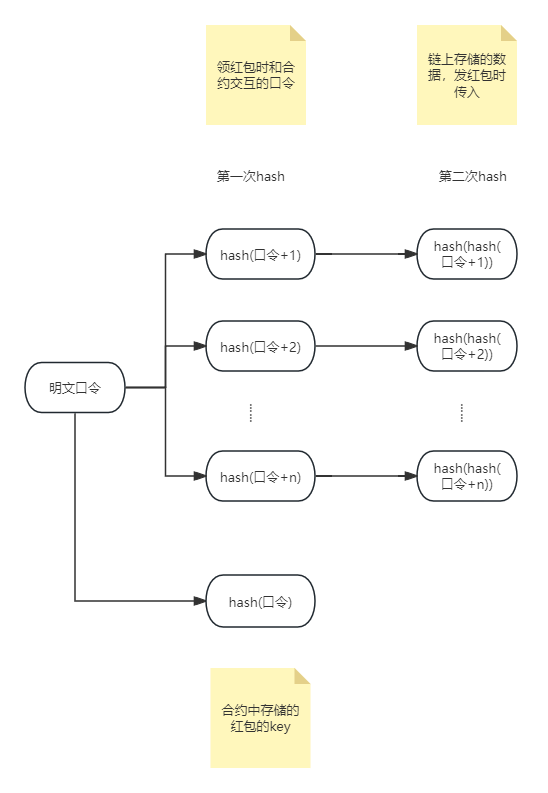 领红包时和合
约交互的口令
链上存储的数
据，发红包时
传入
第一次hash
第二次hash
hash(口令+1)
hash(hash(
口令+1))
hash(口令+2)
hash(hash(
口令+2))
明文口令
hash(口令+n)
hash(hash(
口令+n))
hash(口令)
合约中存储的
红包的key